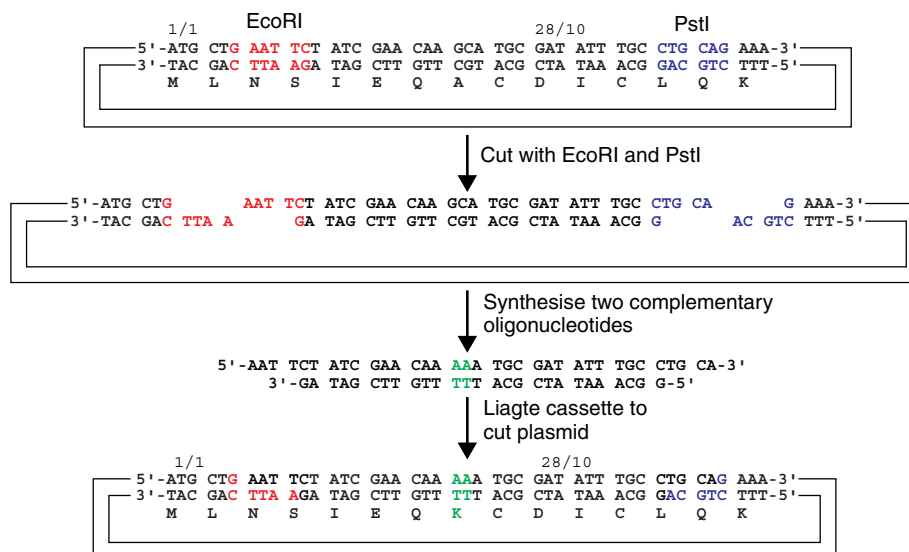 EcoRI
PstI
1/1 28/10
5'-ATG CTG AAT TCT ATC GAA CAA GCA TGC GAT ATT TGC CTG CAG AAA-3'
3'-TAC GAC TTA AGA TAG CTT GTT CGT ACG CTA TAA ACG GAC GTC TTT-5'
M L N S I E Q A C D I C L Q K
Cut with EcoRI and PstI
5'-ATG CTG AAT TCT ATC GAA CAA GCA TGC GAT ATT TGC CTG CA G AAA-3'
3'-TAC GAC TTA A GA TAG CTT GTT CGT ACG CTA TAA ACG G AC GTC TTT-5'
Synthesise two complementary
oligonucleotides
5'-AAT TCT ATC GAA CAA AAA TGC GAT ATT TGC CTG CA-3'
3'-GA TAG CTT GTT TTT ACG CTA TAA ACG G-5'
Liagte cassette to
cut plasmid
1/1 28/10
5'-ATG CTG AAT TCT ATC GAA CAA AAA TGC GAT ATT TGC CTG CAG AAA-3'
3'-TAC GAC TTA AGA TAG CTT GTT TTT ACG CTA TAA ACG GAC GTC TTT-5'
M L N S I E Q K C D I C L Q K